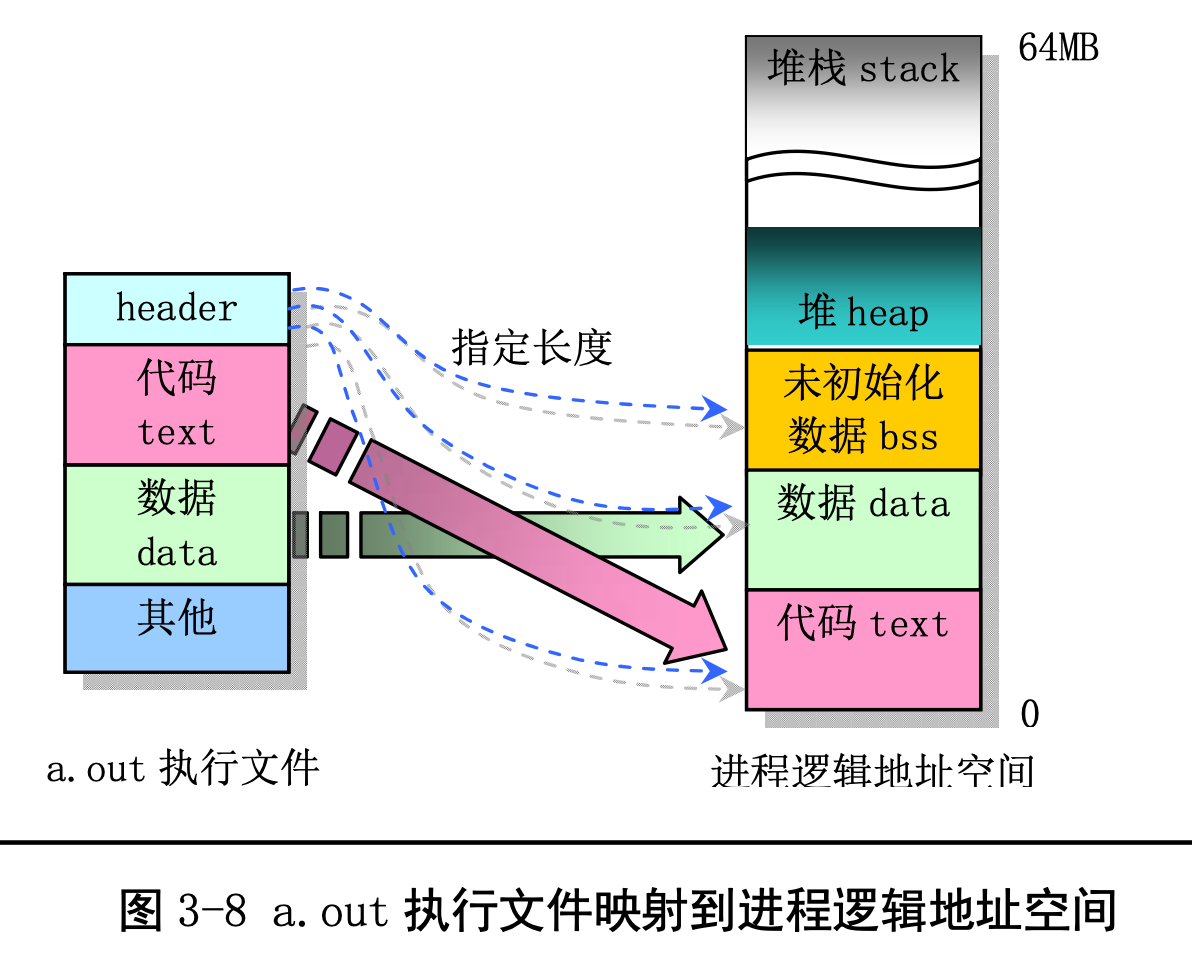 64MB
堆栈 stack
header
堆 heap
指定长度
代码
text
未初始化
数据 bss
数据
data
数据 data
其他
代码 text
0
a.out 执行文件
进程逻辑地址空间
图 3-8 a.out 执行文件映射到进程逻辑地址空间